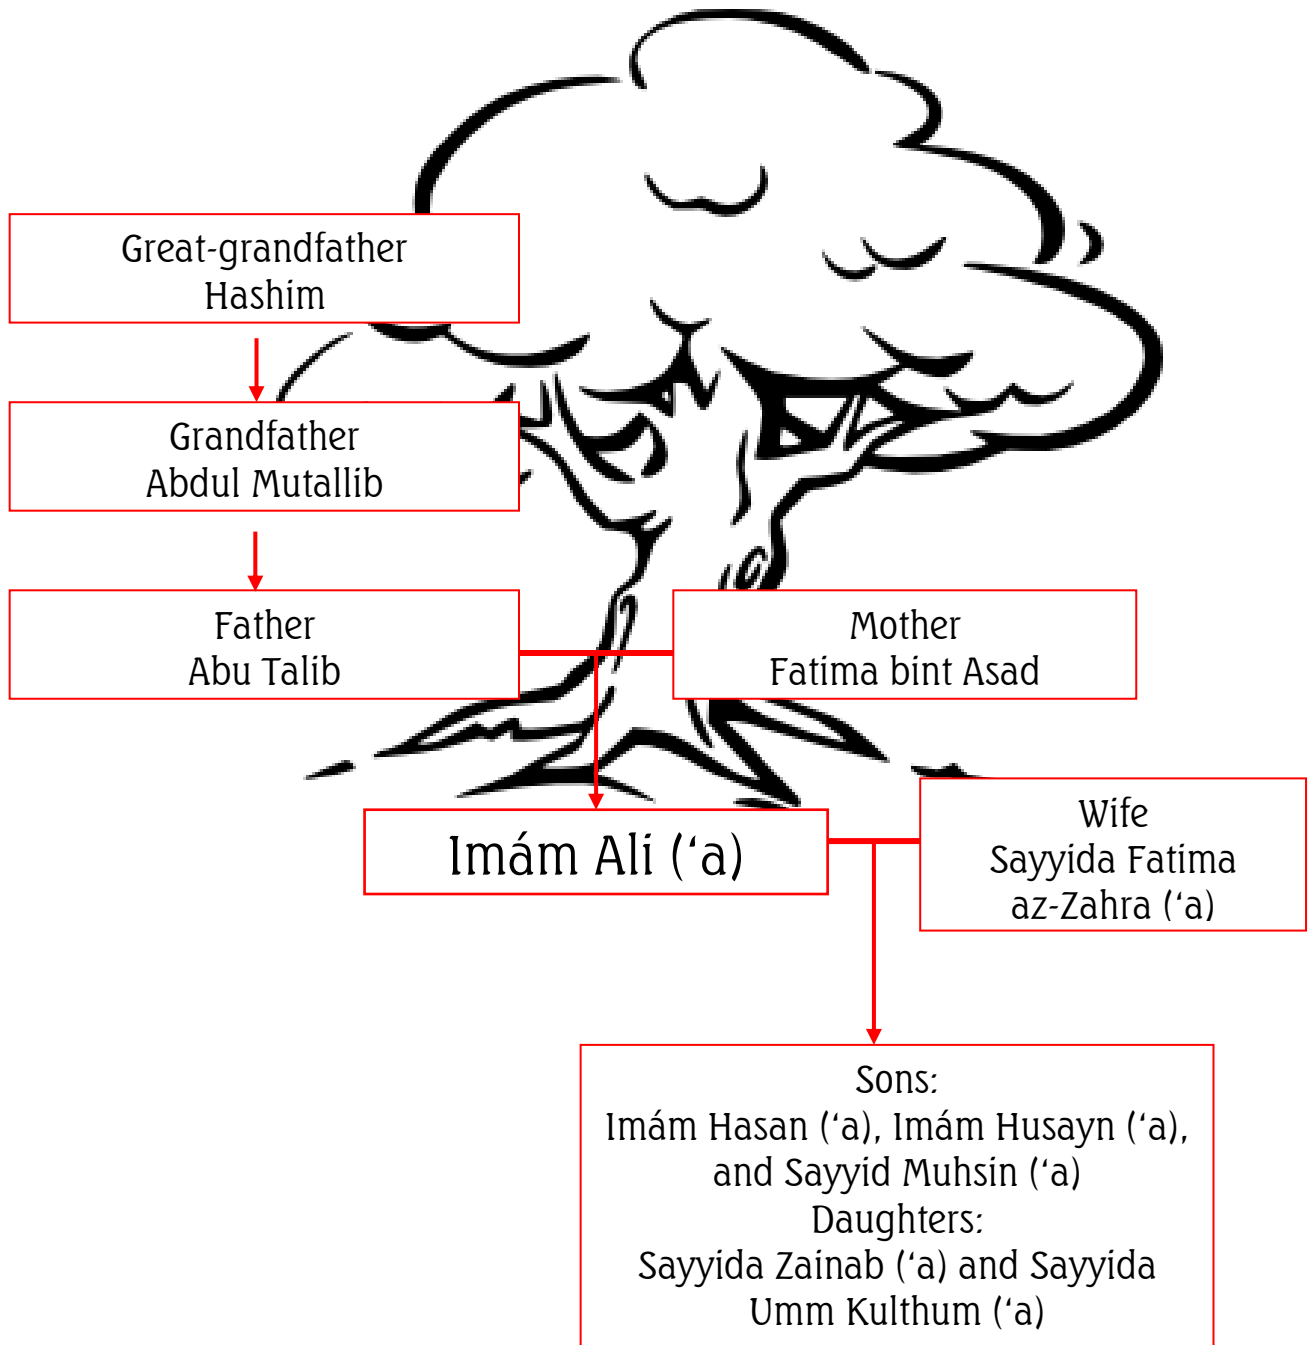 Great-grandfather
Hashim
Grandfather
Abdul Mutallib
Father
Abu Talib
Mother
Fatima bint Asad
Imám Ali (‘a)
Wife
Sayyida Fatima
az-Zahra (‘a)
Sons:
Imám Hasan (‘a), Imám Husayn (‘a),
and Sayyid Muhsin (‘a)
Daughters:
Sayyida Zainab (‘a) and Sayyida
Umm Kulthum (‘a)